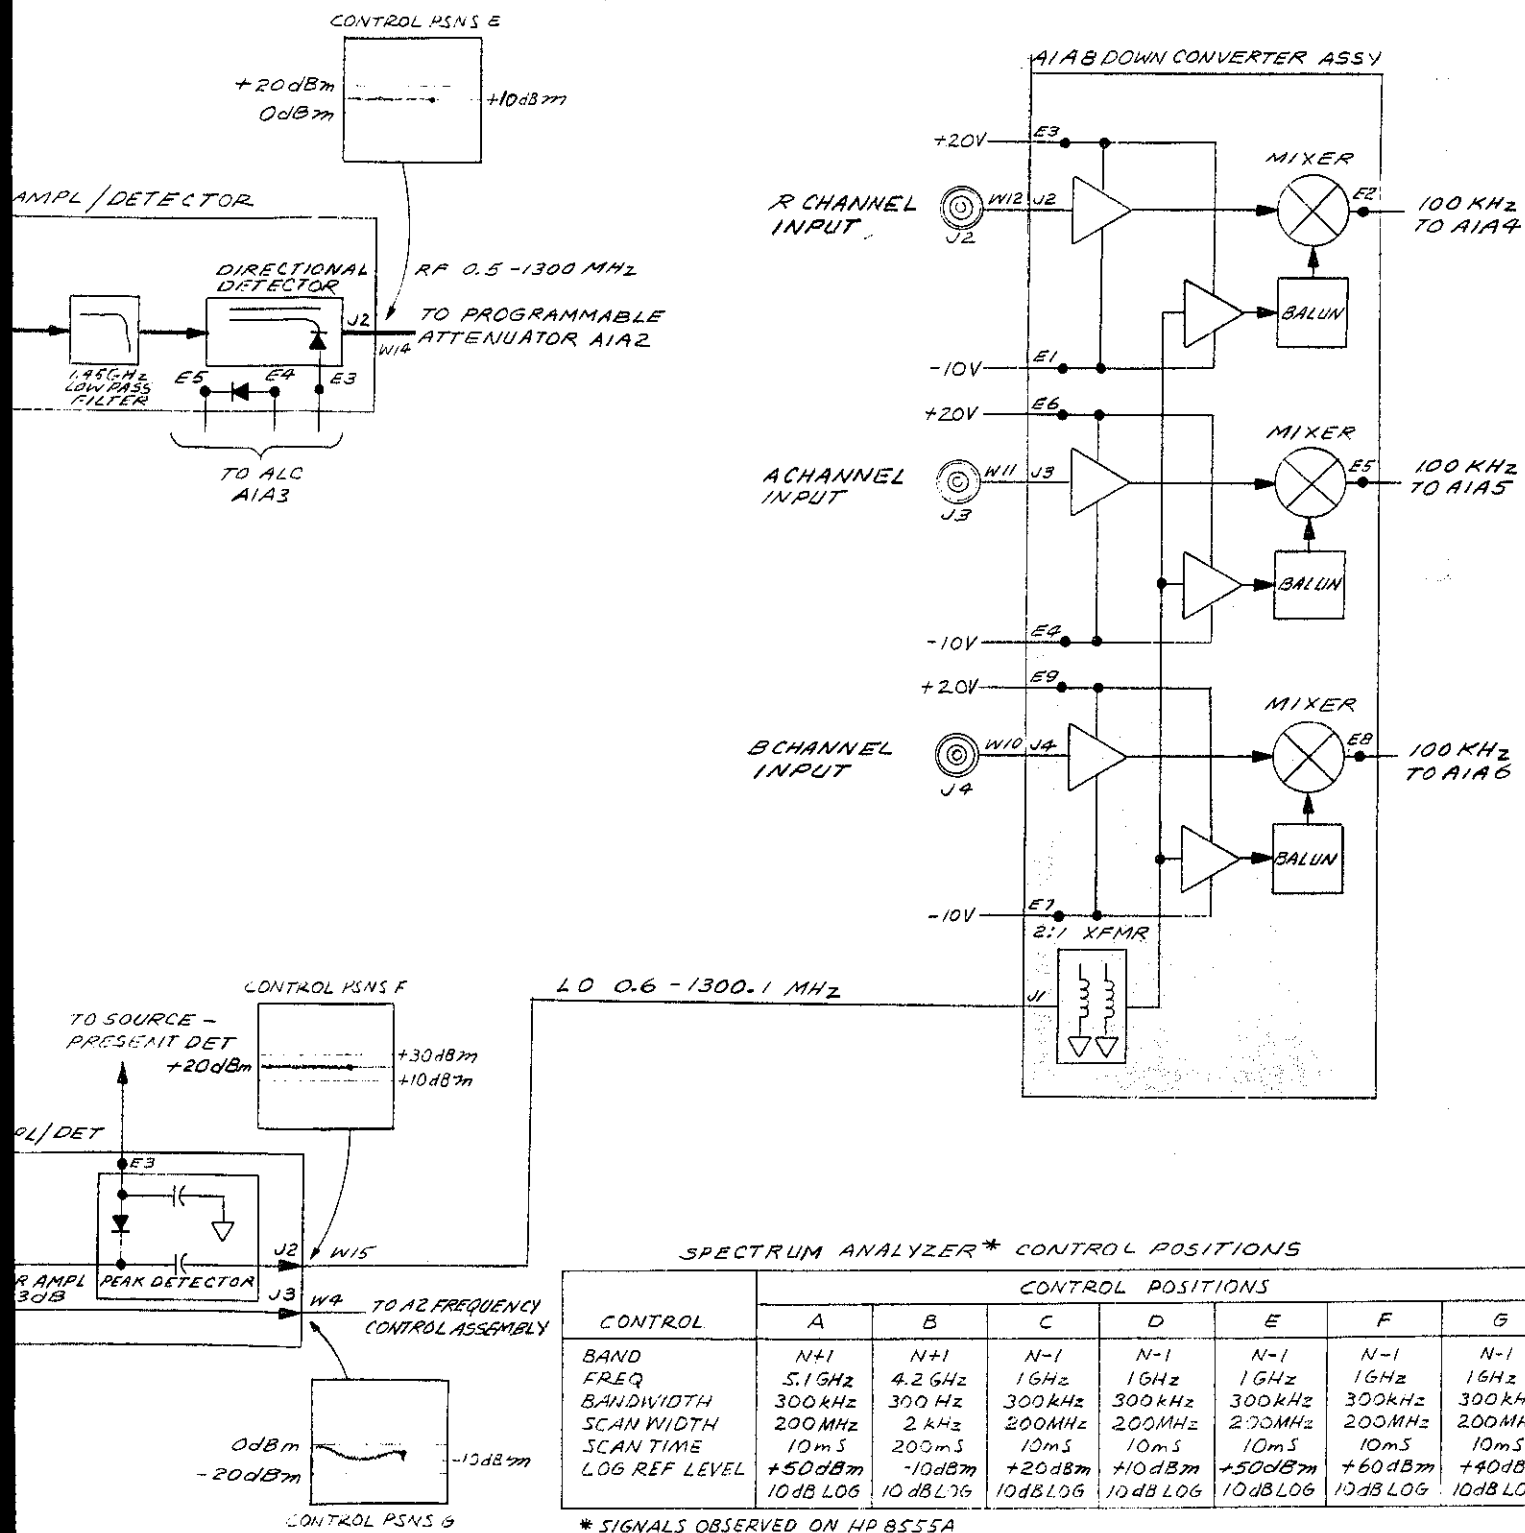 CONTROL PSNS E
+20dBm
0dBm
+10dBm
AMPL/DETECTOR
DIRECTIONAL
DETECTOR
RF 0.5-1300 MHz
J2
TO PROGRAMMABLE
ATTENUATOR A1A2
W14
1.45GHz
LOW PASS
FILTER
E5
E4
E3
TO ALC
A1A3
A1A8 DOWN CONVERTER ASSY
+20V
E3
MIXER
R CHANNEL
INPUT
J2
W12
J2
E2
100 KHz
TO A1A4
BALUN
-10V
E1
+20V
E6
MIXER
A CHANNEL
INPUT
J3
W11
J3
E5
100 KHz
TO A1A5
BALUN
-10V
E4
+20V
E9
MIXER
B CHANNEL
INPUT
J4
W10
J4
E8
100 KHz
TO A1A6
BALUN
-10V
E7
2:1 XFMR
J1
LO 0.6-1300.1 MHz
CONTROL PSNS F
TO SOURCE-
PRESENT DET
+20dBm
+30dBm
+10dBm
PL/DET
E3
J2
W15
R AMPL
3dB
PEAK DETECTOR
J3
W4
TO A2 FREQUENCY
CONTROL ASSEMBLY
0dBm
-20dBm
-10dBm
CONTROL PSNS G
SPECTRUM ANALYZER* CONTROL POSITIONS
CONTROL POSITIONS
CONTROL A B C D E F G
BAND N+1 N+1 N-1 N-1 N-1 N-1 N-1
FREQ 5.1GHz 4.2GHz 1GHz 1GHz 1GHz 1GHz 1GHz
BANDWIDTH 300kHz 300Hz 300kHz 300kHz 300kHz 300kHz 300kH
SCAN WIDTH 200MHz 2kHz 200MHz 200MHz 200MHz 200MHz 200MH
SCAN TIME 10mS 200mS 10mS 10mS 10mS 10mS 10mS
LOG REF LEVEL +50dBm -10dBm +20dBm +10dBm +50dBm +60dBm +40dB
10dB LOG 10dB LOG 10dB LOG 10dB LOG 10dB LOG 10dB LOG 10dB LO
* SIGNALS OBSERVED ON HP 8555A